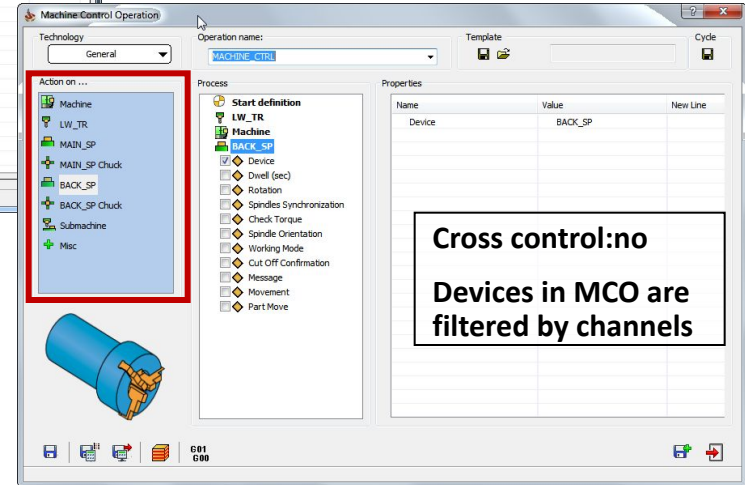 Machine Control Operation
Technology
General
Operation name:
MACHINE_CTRL
Template
Cycle
Action on ...
Machine
LW_TR
MAIN_SP
MAIN_SP Chuck
BACK_SP
BACK_SP Chuck
Submachine
Misc
Process
Start definition
LW_TR
Machine
BACK_SP
Device
Dwell (sec)
Rotation
Spindles Synchronization
Check Torque
Spindle Orientation
Working Mode
Cut Off Confirmation
Message
Movement
Part Move
Properties
Name Value New Line
Device BACK_SP
Cross control:no
Devices in MCO are
filtered by channels
G01
G00